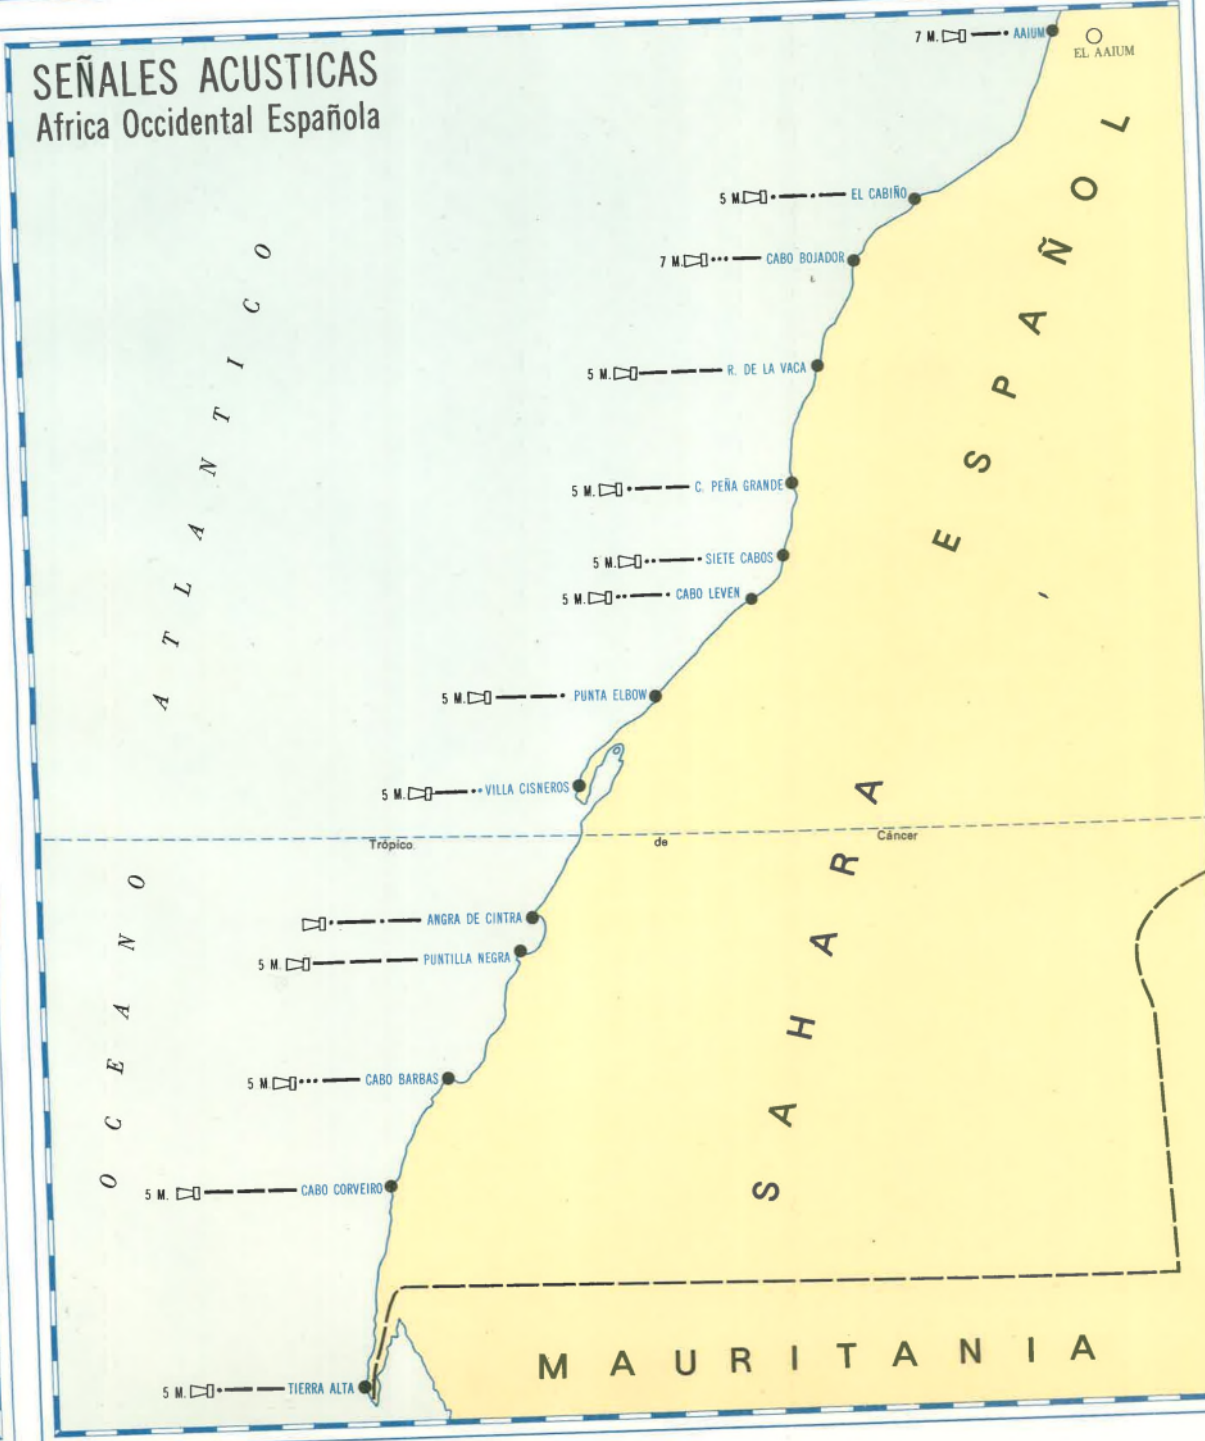 SEÑALES ACUSTICAS
Africa Occidental Española
7 M. AAIUM
EL AAIUM
5 M. EL CABIÑO
7 M. CABO BOJADOR
5 M. R. DE LA VACA
5 M. C. PEÑA GRANDE
5 M. SIETE CABOS
5 M. CABO LEVEN
5 M. PUNTA ELBOW
5 M. VILLA CISNEROS
Trópico de Cáncer
ANGRA DE CINTRA
5 M. PUNTILLA NEGRA
5 M. CABO BARBAS
5 M. CABO CORVEIRO
5 M. TIERRA ALTA
OCEANO ATLANTICO
SAHARA ESPAÑOL
MAURITANIA